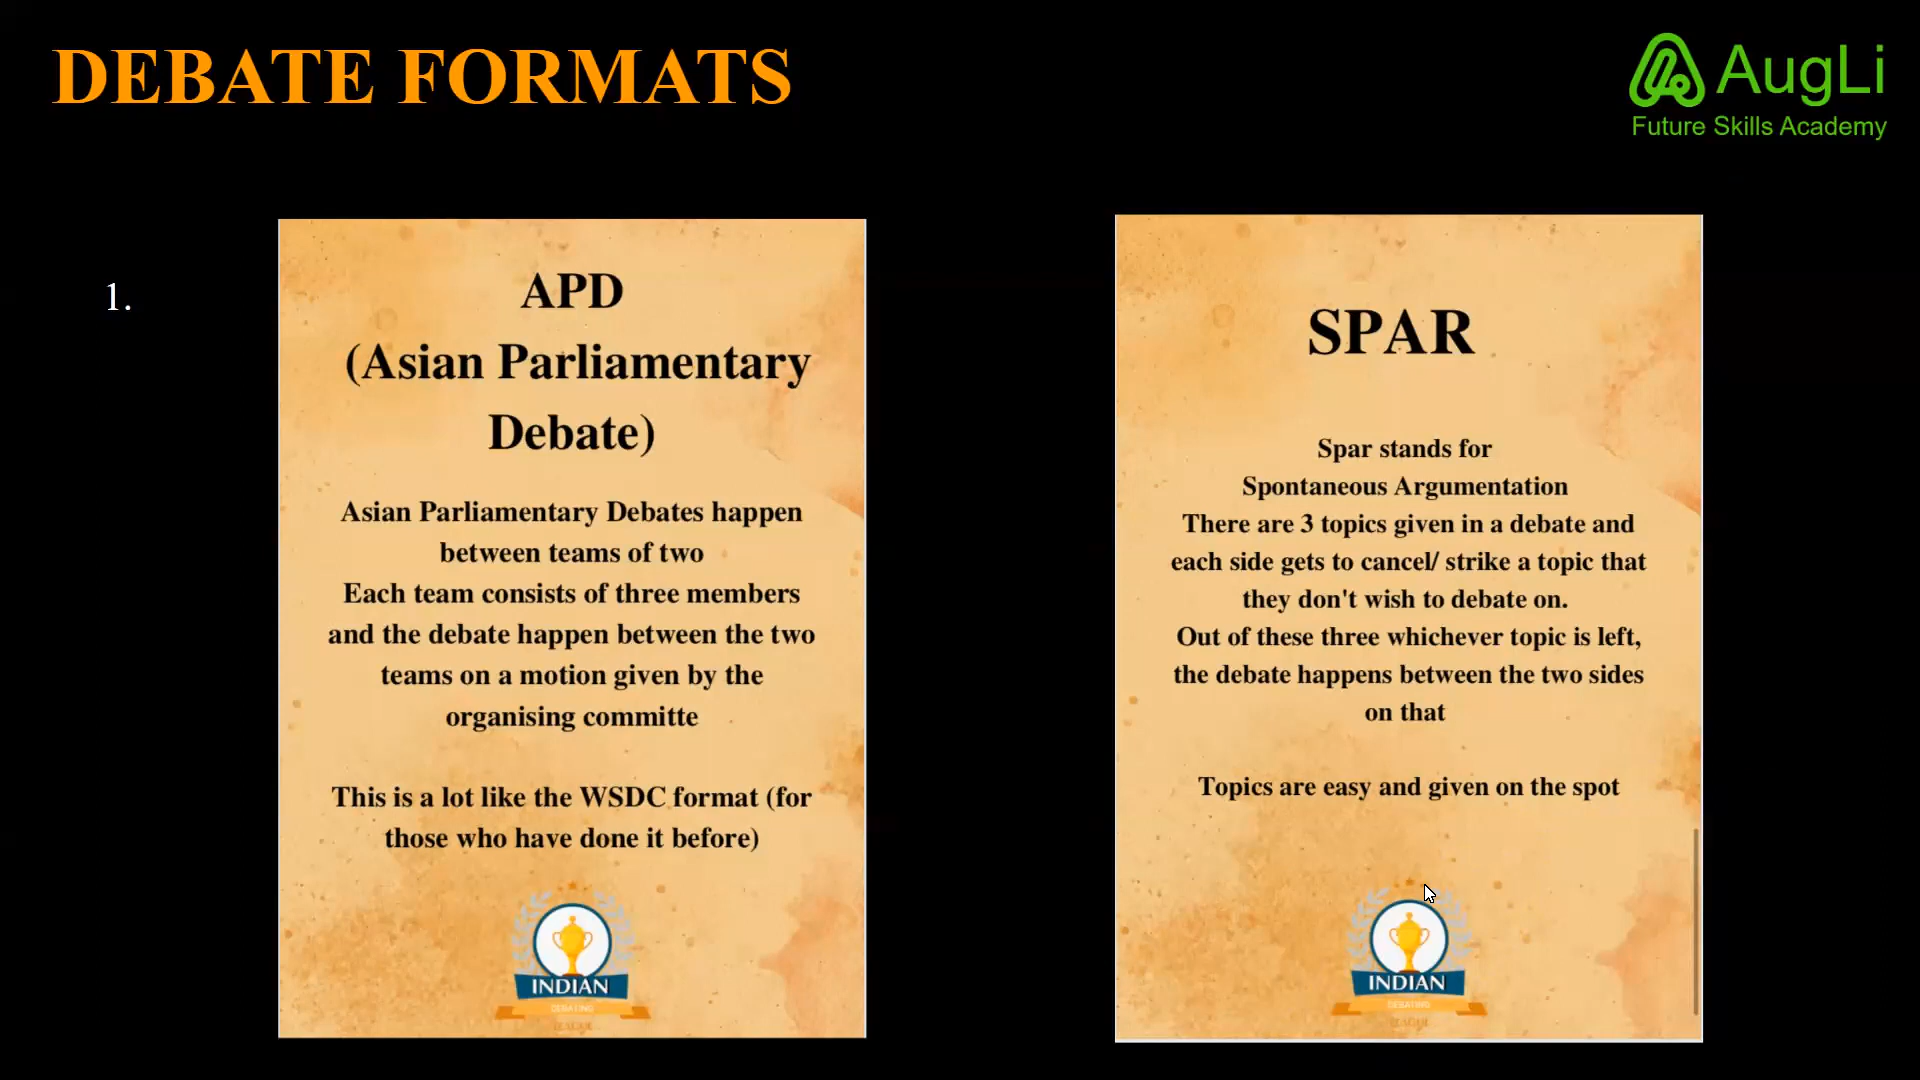 DEBATE FORMATS
AugLi
Future Skills Academy
1.
APD
(Asian Parliamentary
Debate)
Asian Parliamentary Debates happen
between teams of two
Each team consists of three members
and the debate happen between the two
teams on a motion given by the
organising committe
This is a lot like the WSDC format (for
those who have done it before)
INDIAN
DEBATING
LEAGUE
SPAR
Spar stands for
Spontaneous Argumentation
There are 3 topics given in a debate and
each side gets to cancel/ strike a topic that
they don't wish to debate on.
Out of these three whichever topic is left,
the debate happens between the two sides
on that
Topics are easy and given on the spot
INDIAN
DEBATING
LEAGUE